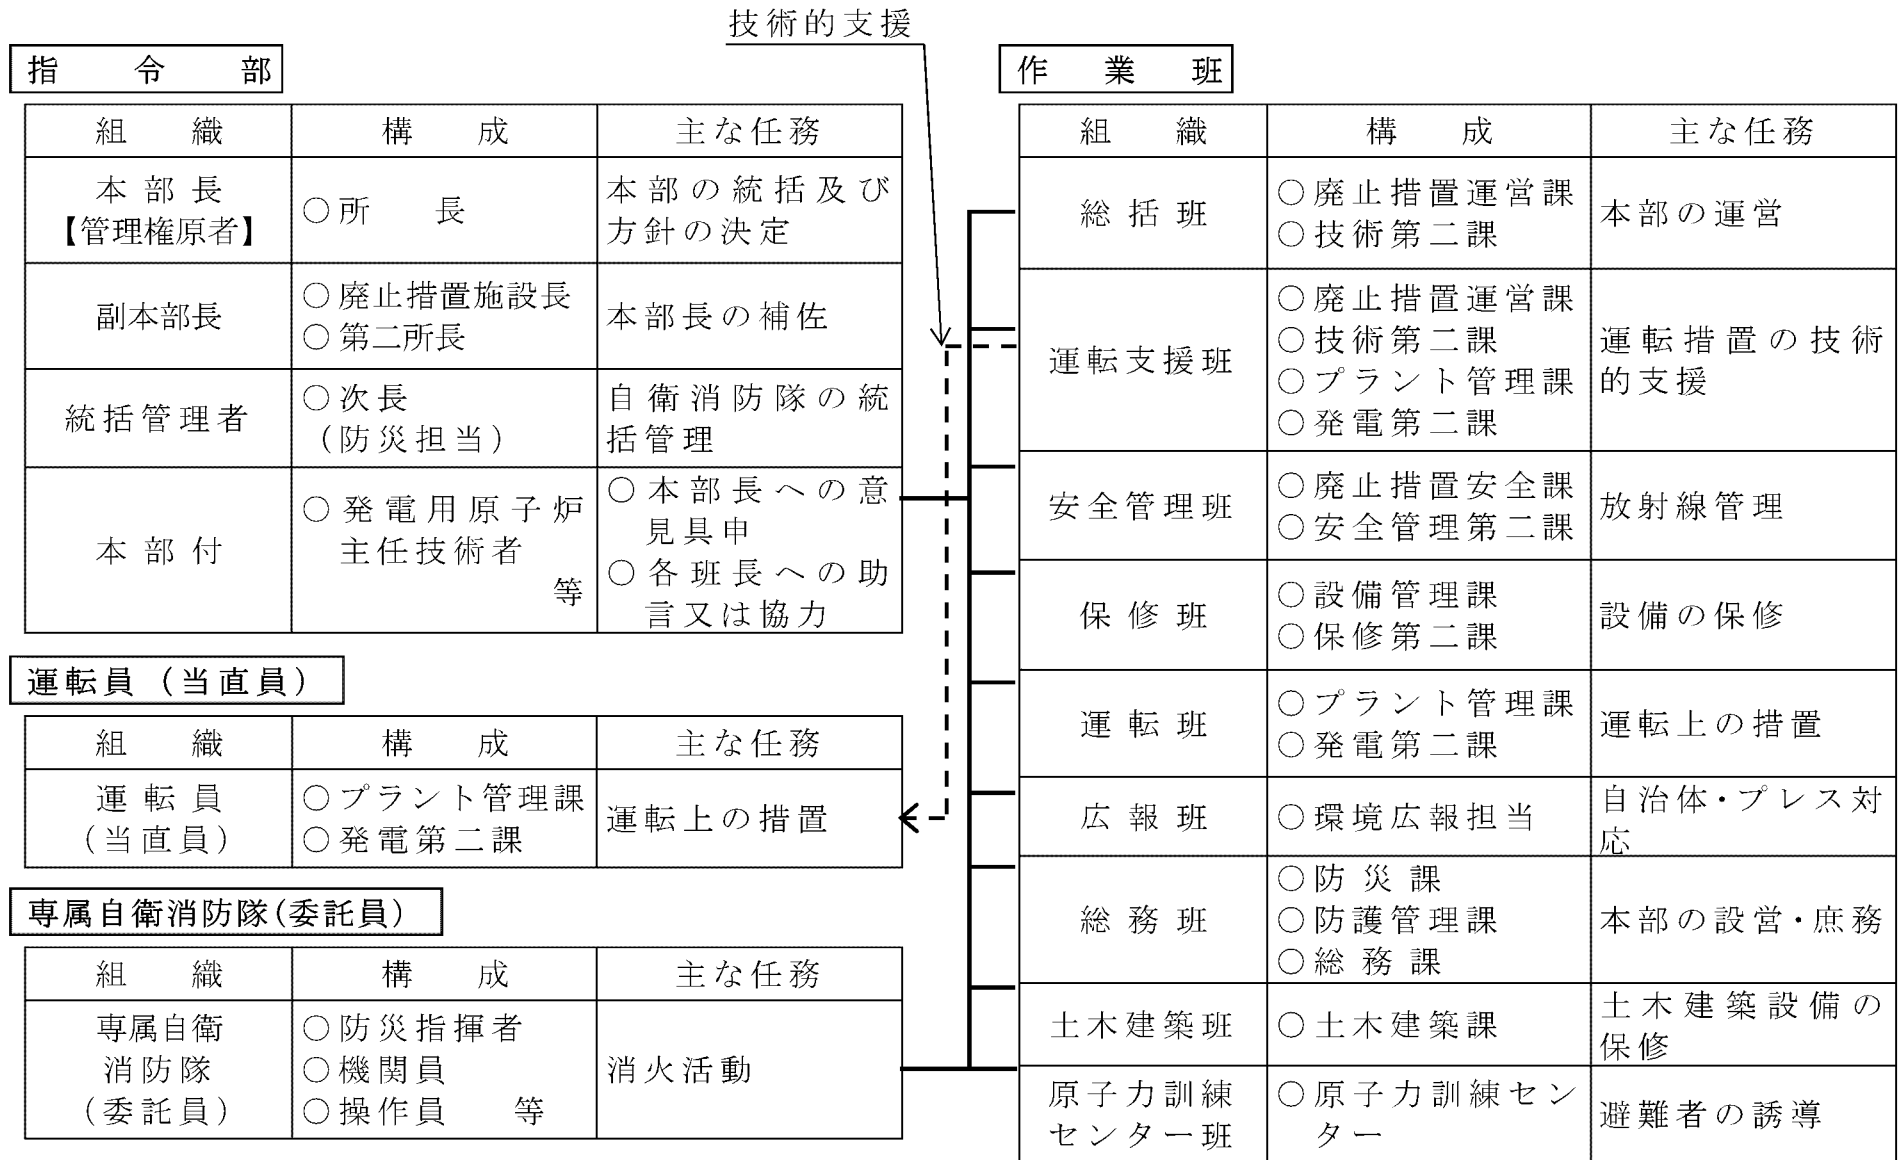 技術的支援
指令部
組織 構成 主な任務
本部長
【管理権原者】
○所長
本部の統括及び
方針の決定
副本部長
○廃止措置施設長
○第二所長
本部長の補佐
統括管理者
○次長
（防災担当）
自衛消防隊の統
括管理
本部付
○発電用原子炉
主任技術者
等
○本部長への意
見具申
○各班長への助
言又は協力
運転員（当直員）
組織 構成 主な任務
運転員
（当直員）
○プラント管理課
○発電第二課
運転上の措置
専属自衛消防隊(委託員）
組織 構成 主な任務
専属自衛
消防隊
（委託員）
○防災指揮者
○機関員
○操作員 等
消火活動
作業班
組織 構成 主な任務
総括班
○廃止措置運営課
○技術第二課
本部の運営
運転支援班
○廃止措置運営課
○技術第二課
○プラント管理課
○発電第二課
運転措置の技術
的支援
安全管理班
○廃止措置安全課
○安全管理第二課
放射線管理
保修班
○設備管理課
○保修第二課
設備の保修
運転班
○プラント管理課
○発電第二課
運転上の措置
広報班
○環境広報担当
自治体・プレス対
応
総務班
○防災課
○防護管理課
○総務課
本部の設営・庶務
土木建築班
○土木建築課
土木建築設備の
保修
原子力訓練
センター班
○原子力訓練セン
ター
避難者の誘導